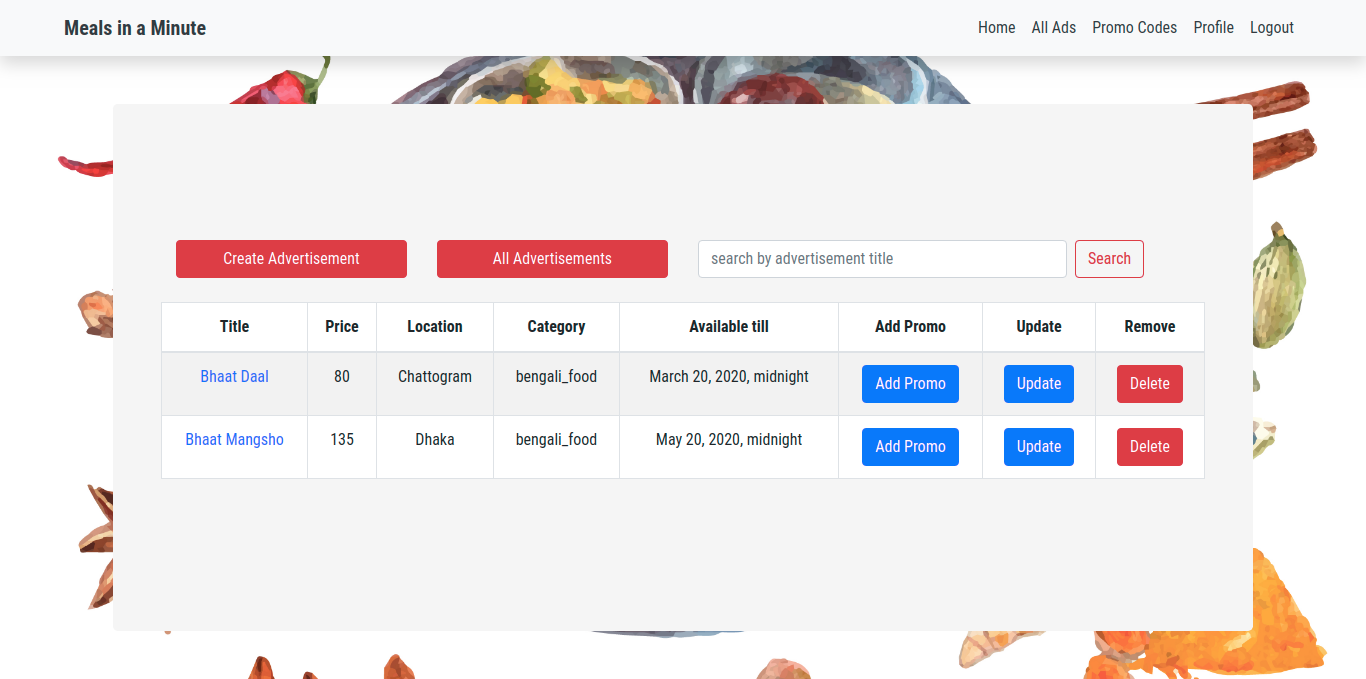 Meals in a Minute Home All Ads Promo Codes Profile Logout
Create Advertisement All Advertisements search by advertisement title Search
Title Price Location Category Available till Add Promo Update Remove
Bhaat Daal 80 Chattogram bengali_food March 20, 2020, midnight Add Promo Update Delete
Bhaat Mangsho 135 Dhaka bengali_food May 20, 2020, midnight Add Promo Update Delete